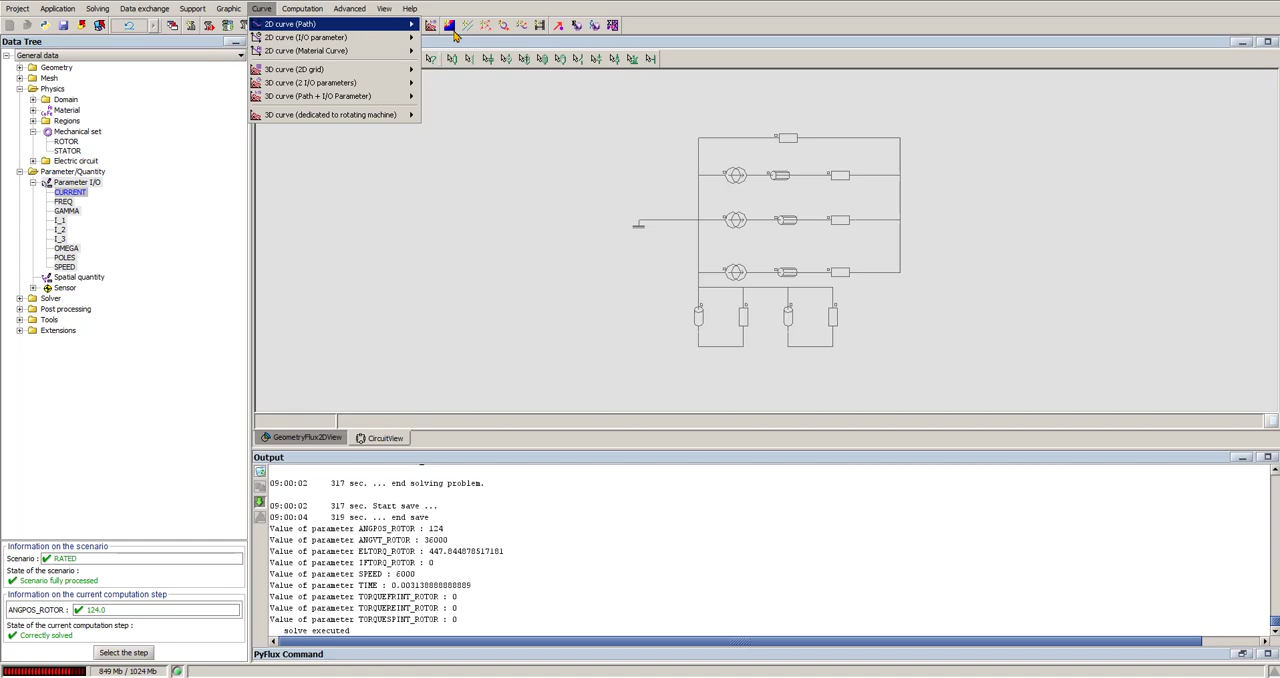 Project Application Solving Data exchange Support Graphic Curve Computation Advanced View Help
Data Tree
General data
Geometry
Mesh
Physics
Domain
Material
Regions
Mechanical set
ROTOR
STATOR
Electric circuit
Parameter/Quantity
Parameter I/O
CURRENT
FREQ
GAMMA
I_1
I_2
I_3
OMEGA
POLES
SPEED
Spatial quantity
Sensor
Solver
Post processing
Tools
Extensions
2D curve (Path)
2D curve (I/O parameter)
2D curve (Material Curve)
3D curve (2D grid)
3D curve (2 I/O parameters)
3D curve (Path + I/O Parameter)
3D curve (dedicated to rotating machine)
GeometryFlux2DView CircuitView
Output
09:00:02 317 sec. ... end solving problem.
09:00:02 317 sec. Start save ...
09:00:04 319 sec. ... end save
Value of parameter ANGPOS_ROTOR : 124
Value of parameter ANGVT_ROTOR : 36000
Value of parameter ELTORQ_ROTOR : 447.844878517181
Value of parameter IFTORQ_ROTOR : 0
Value of parameter SPEED : 6000
Value of parameter TIME : 0.003138888888889
Value of parameter TORQUEFRINT_ROTOR : 0
Value of parameter TORQUEREINT_ROTOR : 0
Value of parameter TORQUESPINT_ROTOR : 0
solve executed
PyFlux Command
Information on the scenario
Scenario : RATED
State of the scenario :
Scenario fully processed
Information on the current computation step
ANGPOS_ROTOR : 124.0
State of the current computation step :
Correctly solved
Select the step
849 Mb / 1024 Mb